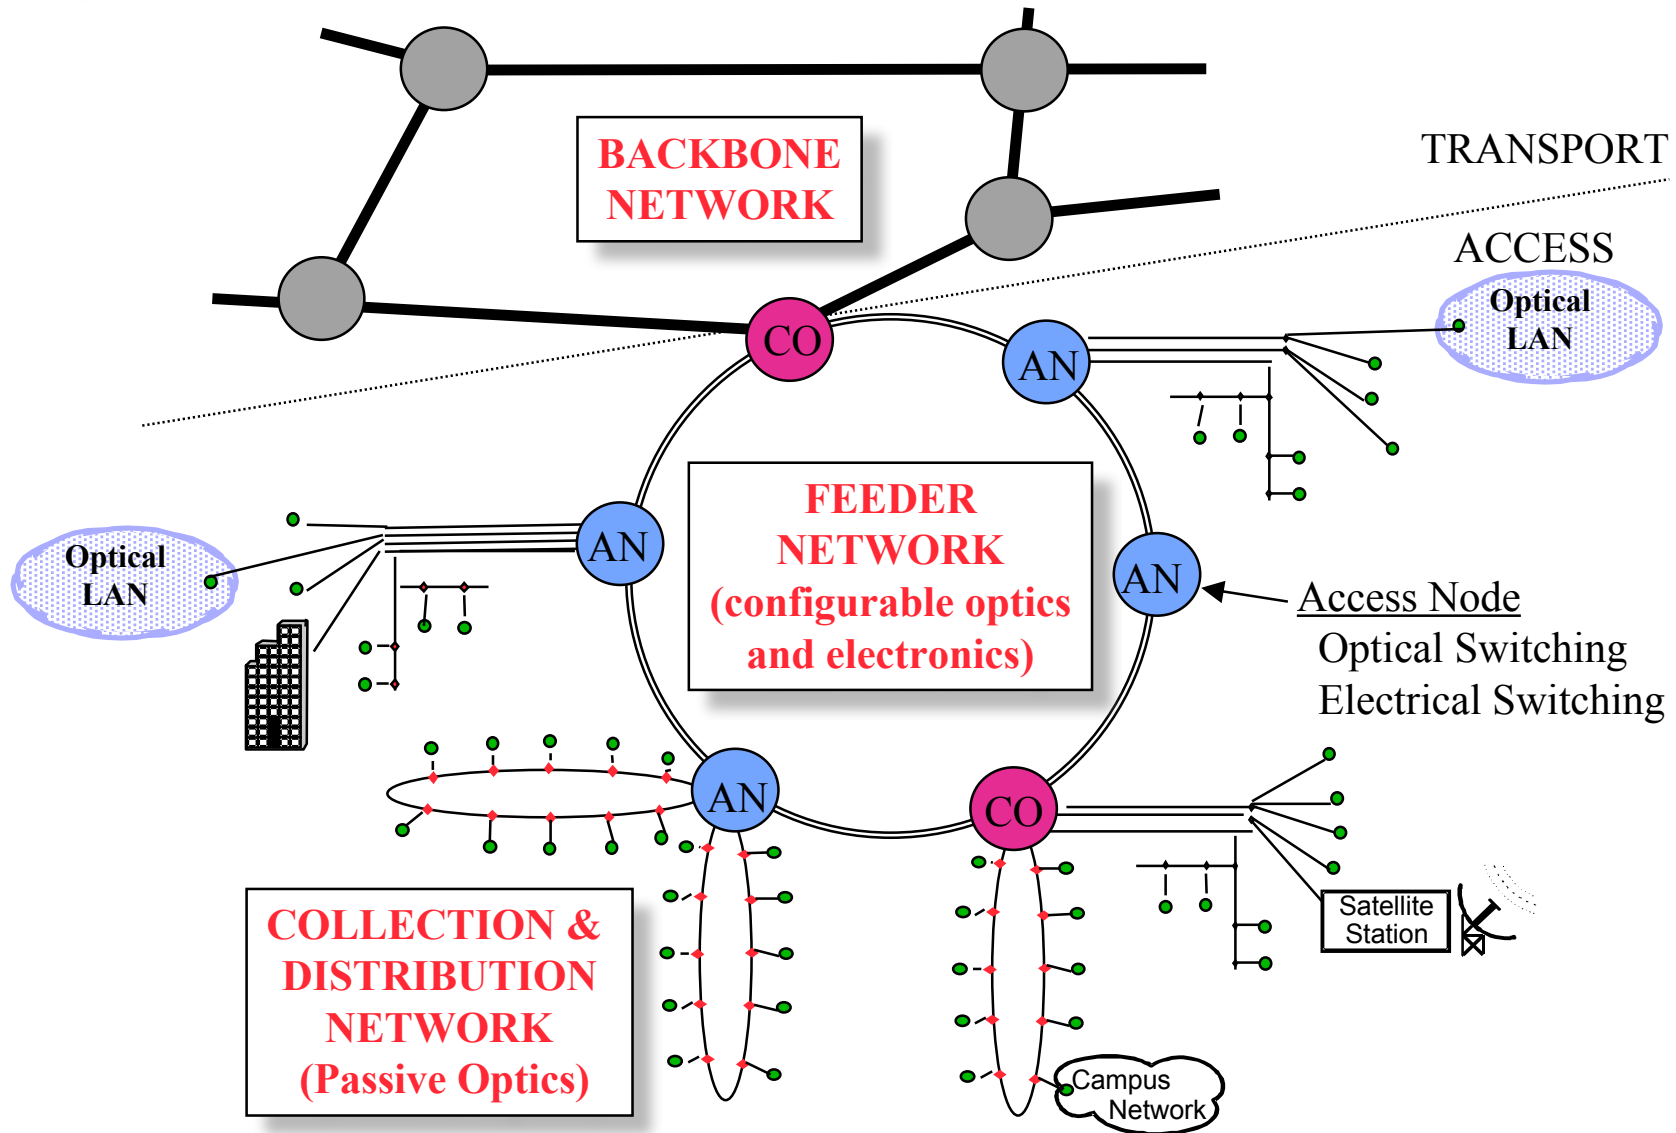 BACKBONE
NETWORK
TRANSPORT
ACCESS
Optical
LAN
CO
AN
FEEDER
NETWORK
(configurable optics
and electronics)
AN
Optical
LAN
AN
Access Node
Optical Switching
Electrical Switching
AN
CO
COLLECTION &
DISTRIBUTION
NETWORK
(Passive Optics)
Satellite
Station
Campus
Network